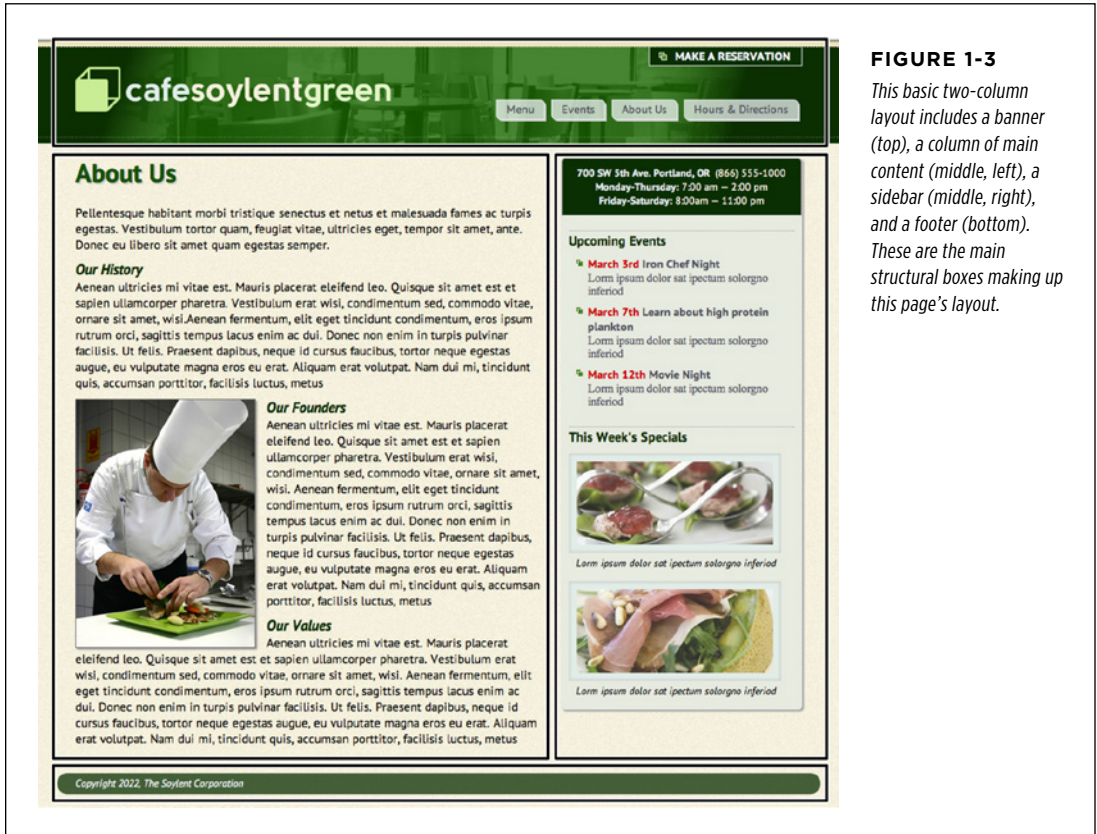 MAKE A RESERVATION
cafesoylentgreen
Menu
Events
About Us
Hours & Directions
About Us
Pellentesque habitant morbi tristique senectus et netus et malesuada fames ac turpis
egestas. Vestibulum tortor quam, feugiat vitae, ultricies eget, tempor sit amet, ante.
Donec eu libero sit amet quam egestas semper.
Our History
Aenean ultricies mi vitae est. Mauris placerat eleifend leo. Quisque sit amet est et
sapien ullamcorper pharetra. Vestibulum erat wisi, condimentum sed, commodo vitae,
ornare sit amet, wisi.Aenean fermentum, elit eget tincidunt condimentum, eros ipsum
rutrum orci, sagittis tempus lacus enim ac dui. Donec non enim in turpis pulvinar
facilisis. Ut felis. Praesent dapibus, neque id cursus faucibus, tortor neque egestas
augue, eu vulputate magna eros eu erat. Aliquam erat volutpat. Nam dui mi, tincidunt
quis, accumsan porttitor, facilisis luctus, metus
Our Founders
Aenean ultricies mi vitae est. Mauris placerat
eleifend leo. Quisque sit amet est et sapien
ullamcorper pharetra. Vestibulum erat wisi,
condimentum sed, commodo vitae, ornare sit amet,
wisi. Aenean fermentum, elit eget tincidunt
condimentum, eros ipsum rutrum orci, sagittis
tempus lacus enim ac dui. Donec non enim in
turpis pulvinar facilisis. Ut felis. Praesent dapibus,
neque id cursus faucibus, tortor neque egestas
augue, eu vulputate magna eros eu erat. Aliquam
erat volutpat. Nam dui mi, tincidunt quis, accumsan
porttitor, facilisis luctus, metus
Our Values
Aenean ultricies mi vitae est. Mauris placerat
eleifend leo. Quisque sit amet est et sapien ullamcorper pharetra. Vestibulum erat
wisi, condimentum sed, commodo vitae, ornare sit amet, wisi. Aenean fermentum, elit
eget tincidunt condimentum, eros ipsum rutrum orci, sagittis tempus lacus enim ac
dui. Donec non enim in turpis pulvinar facilisis. Ut felis. Praesent dapibus, neque id
cursus faucibus, tortor neque egestas augue, eu vulputate magna eros eu erat. Aliquam
erat volutpat. Nam dui mi, tincidunt quis, accumsan porttitor, facilisis luctus, metus
700 SW 5th Ave. Portland, OR (866) 555-1000
Monday-Thursday: 7:00 am — 2:00 pm
Friday-Saturday: 8:00am — 11:00 pm
Upcoming Events
March 3rd Iron Chef Night
Lorm ipsum dolor sat ipectum solorgno
inferiod
March 7th Learn about high protein
plankton
Lorm ipsum dolor sat ipectum solorgno
inferiod
March 12th Movie Night
Lorm ipsum dolor sat ipectum solorgno
inferiod
This Week's Specials
Lorm ipsum dolor sat ipectum solorgno inferiod
Lorm ipsum dolor sat ipectum solorgno inferiod
Copyright 2022, The Soylent Corporation
FIGURE 1-3
This basic two-column
layout includes a banner
(top), a column of main
content (middle, left), a
sidebar (middle, right),
and a footer (bottom).
These are the main
structural boxes making up
this page's layout.